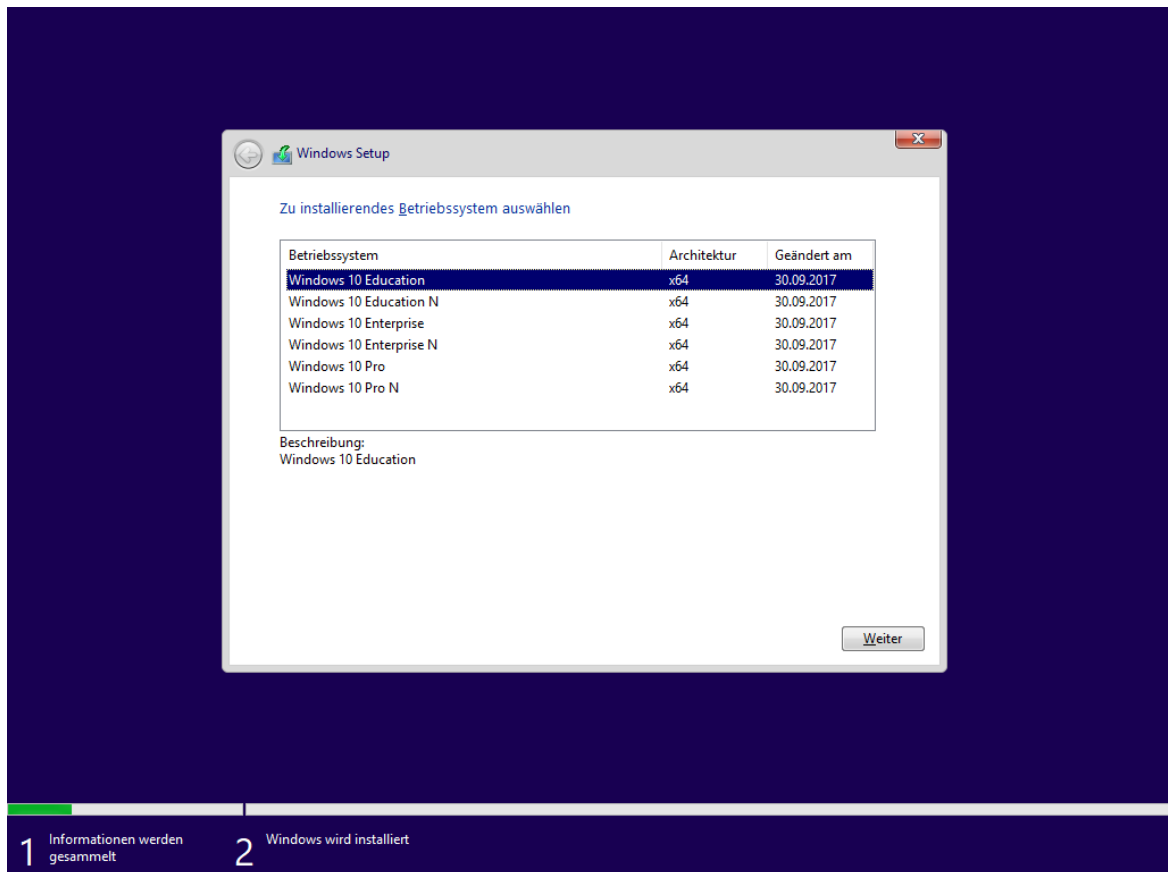 Windows Setup
Zu installierendes Betriebssystem auswählen
Betriebssystem Architektur Geändert am
Windows 10 Education x64 30.09.2017
Windows 10 Education N x64 30.09.2017
Windows 10 Enterprise x64 30.09.2017
Windows 10 Enterprise N x64 30.09.2017
Windows 10 Pro x64 30.09.2017
Windows 10 Pro N x64 30.09.2017
Beschreibung:
Windows 10 Education
Weiter
1 Informationen werden
gesammelt
2 Windows wird installiert